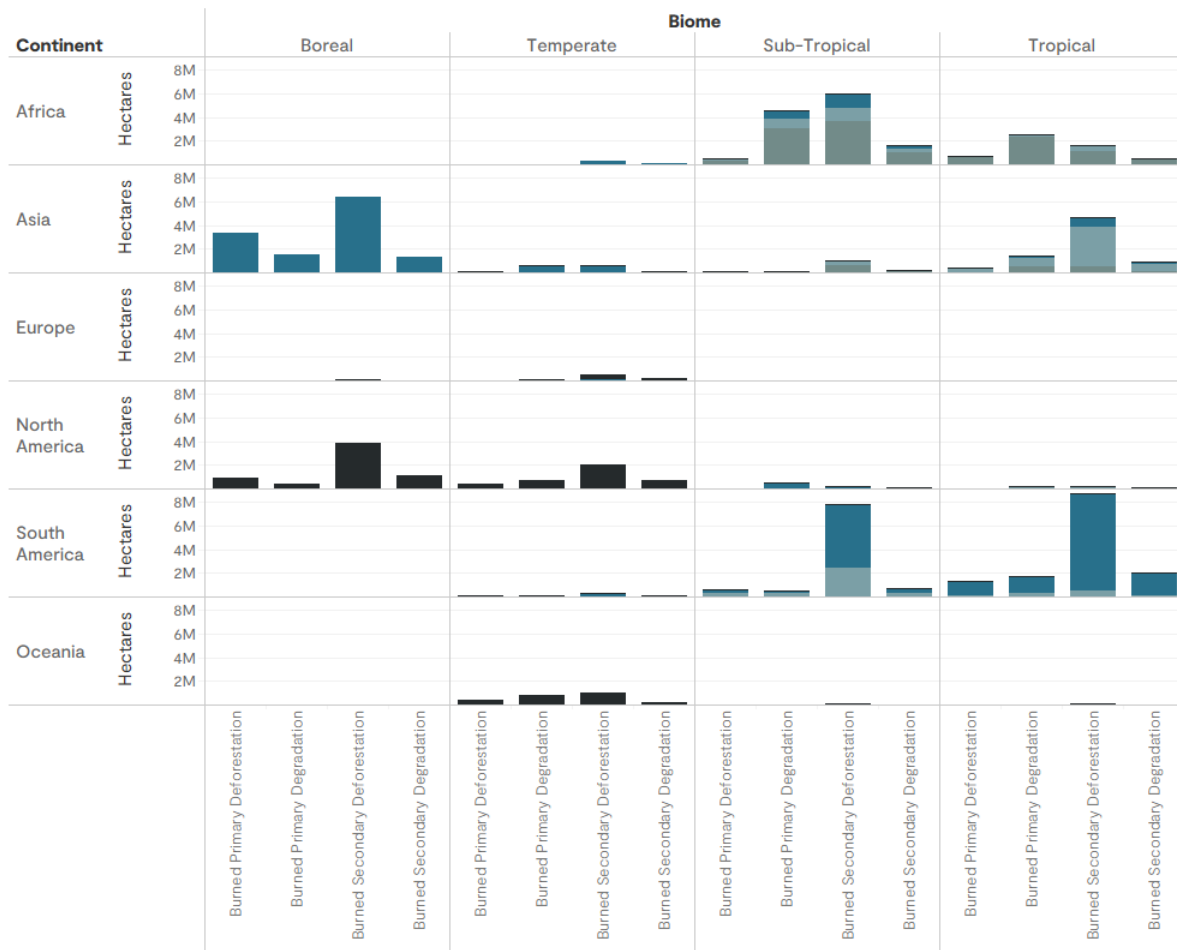 Biome
Continent Boreal Temperate Sub-Tropical Tropical
Africa Hectares 8M 6M 4M 2M
Asia Hectares 8M 6M 4M 2M
Europe Hectares 8M 6M 4M 2M
North America Hectares 8M 6M 4M 2M
South America Hectares 8M 6M 4M 2M
Oceania Hectares 8M 6M 4M 2M
Burned Primary Deforestation
Burned Primary Degradation
Burned Secondary Deforestation
Burned Secondary Degradation
Burned Primary Deforestation
Burned Primary Degradation
Burned Secondary Deforestation
Burned Secondary Degradation
Burned Primary Deforestation
Burned Primary Degradation
Burned Secondary Deforestation
Burned Secondary Degradation
Burned Primary Deforestation
Burned Primary Degradation
Burned Secondary Deforestation
Burned Secondary Degradation